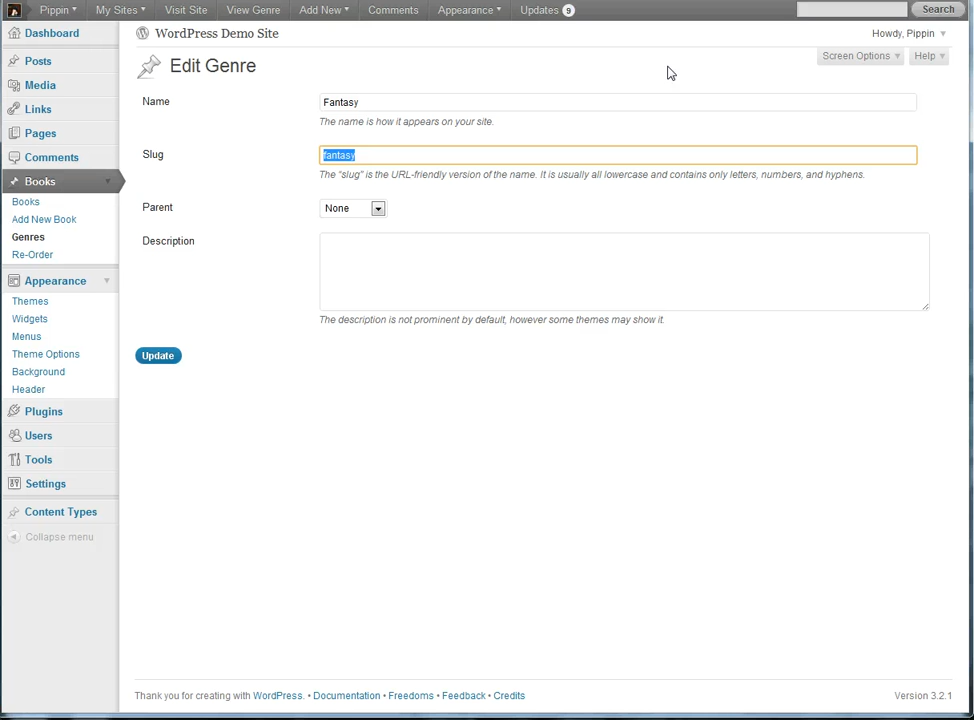 Pippin My Sites Visit Site View Genre Add New Comments Appearance Updates 9 Search
WordPress Demo Site
Howdy, Pippin
Screen Options Help
Edit Genre
Dashboard
Posts
Media
Links
Pages
Comments
Books
Books
Add New Book
Genres
Re-Order
Appearance
Themes
Widgets
Menus
Theme Options
Background
Header
Plugins
Users
Tools
Settings
Content Types
Collapse menu
Name
Fantasy
The name is how it appears on your site.
Slug
fantasy
The “slug” is the URL-friendly version of the name. It is usually all lowercase and contains only letters, numbers, and hyphens.
Parent
None
Description
The description is not prominent by default, however some themes may show it.
Update
Thank you for creating with WordPress. • Documentation • Freedoms • Feedback • Credits
Version 3.2.1